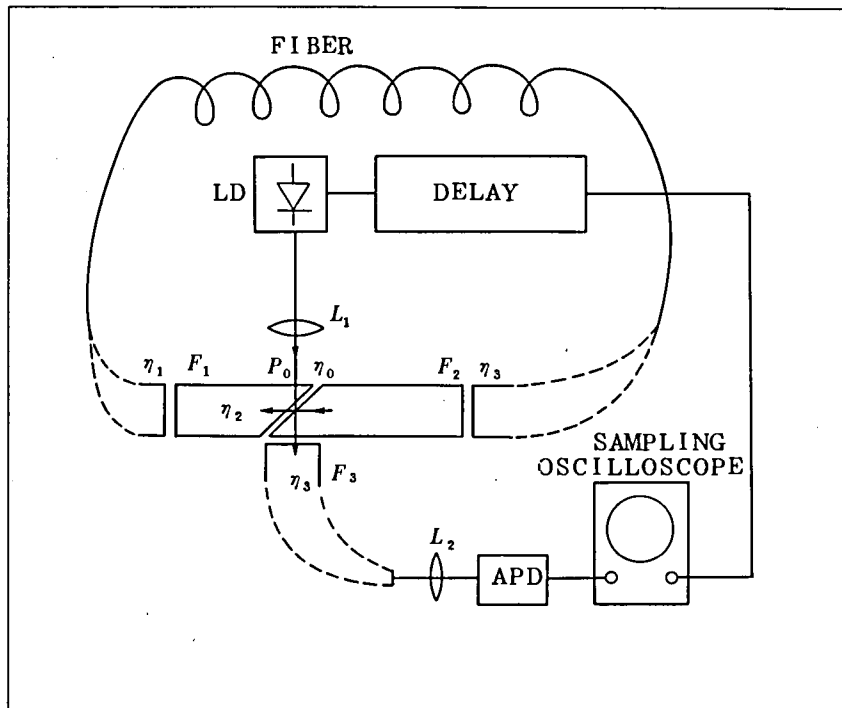 FIBER
LD
DELAY
L₁
η₁ F₁ P₀ η₀ F₂ η₃
η₂
η₃ F₃
SAMPLING
OSCILLOSCOPE
L₂
APD